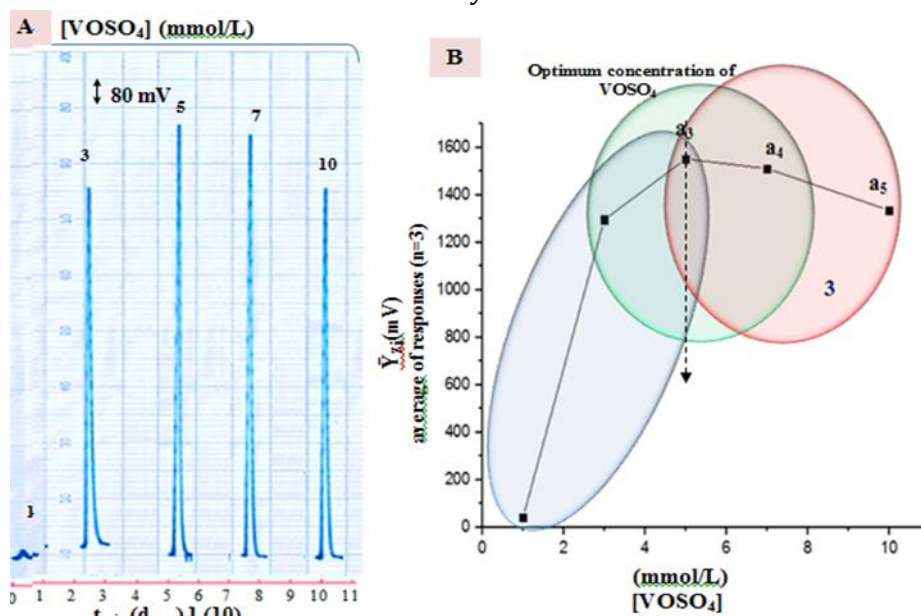 A
[VOSO₄] (mmol/L)
80 mV
1
3
5
7
10
0 1 2 3 4 5 6 7 8 9 10 11
B
Optimum concentration of
VOSO₄
a₃
a₄
a₅
3
1600
1400
1200
1000
800
600
400
200
0
0 2 4 6 8 10
Ȳzi(mV)
average of responses (n=3)
(mmol/L)
[VOSO₄]